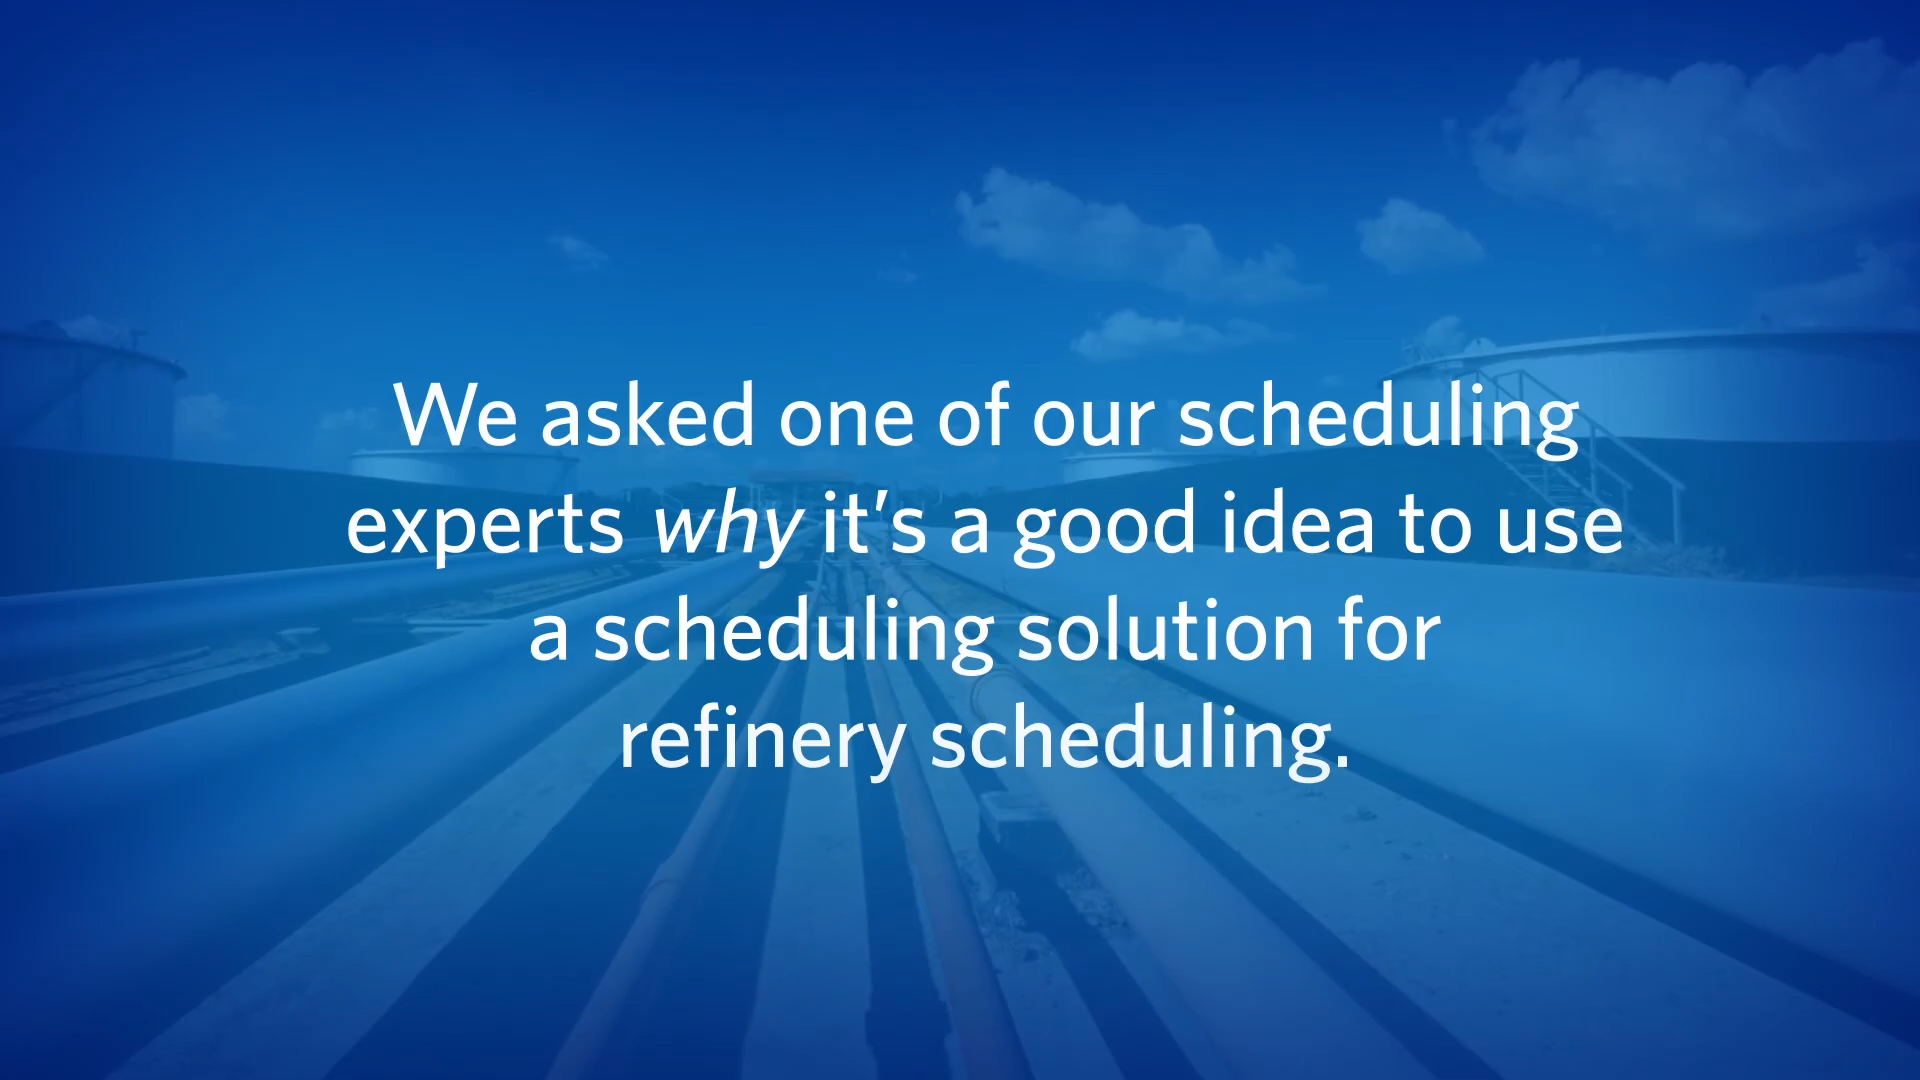 We asked one of our scheduling
experts why it's a good idea to use
a scheduling solution for
refinery scheduling.